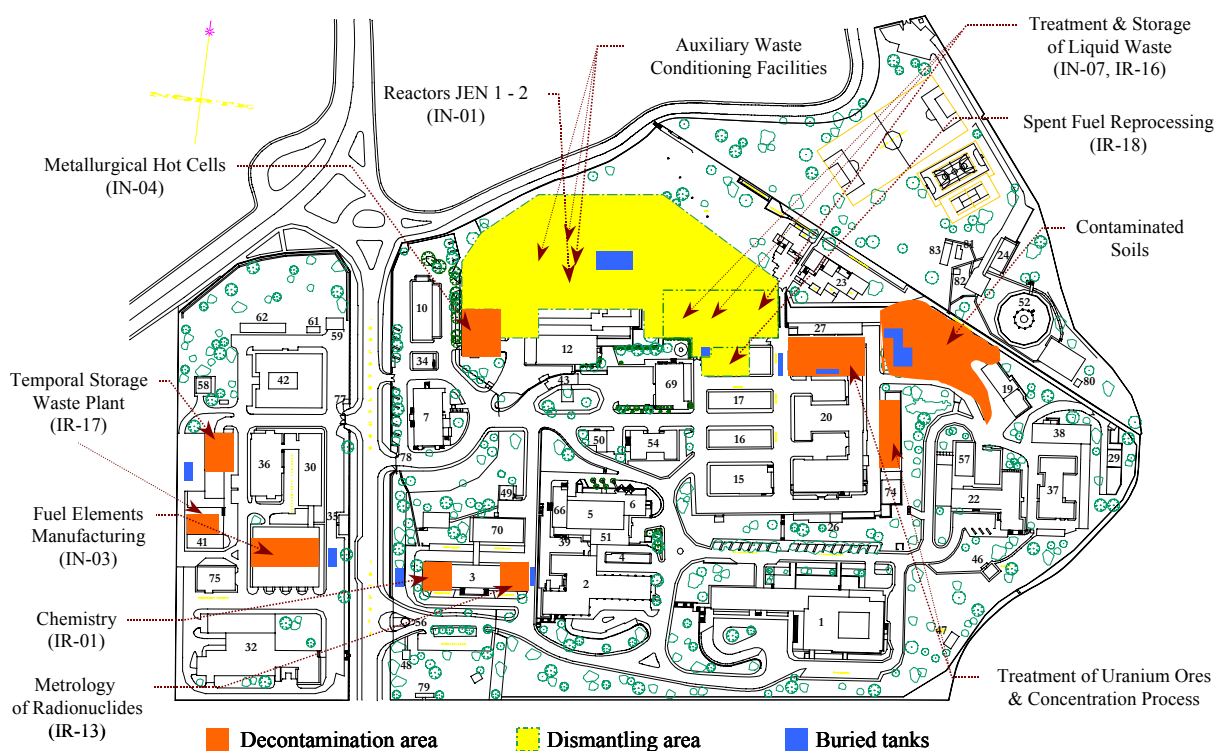 Auxiliary Waste
Conditioning Facilities
Treatment & Storage
of Liquid Waste
(IN-07, IR-16)
Reactors JEN 1 - 2
(IN-01)
Spent Fuel Reprocessing
(IR-18)
Metallurgical Hot Cells
(IN-04)
Contaminated
Soils
Temporal Storage
Waste Plant
(IR-17)
Fuel Elements
Manufacturing
(IN-03)
Chemistry
(IR-01)
Metrology
of Radionuclides
(IR-13)
Treatment of Uranium Ores
& Concentration Process
83
81
24
82
23
52
10
62
61
59
27
34
12
80
58
42
43
69
19
77
7
17
20
38
16
50
54
57
29
36
30
78
15
37
49
74
22
66
5
6
35
70
26
41
39
51
4
46
75
3
2
1
56
47
32
48
79
Decontamination area
Dismantling area
Buried tanks